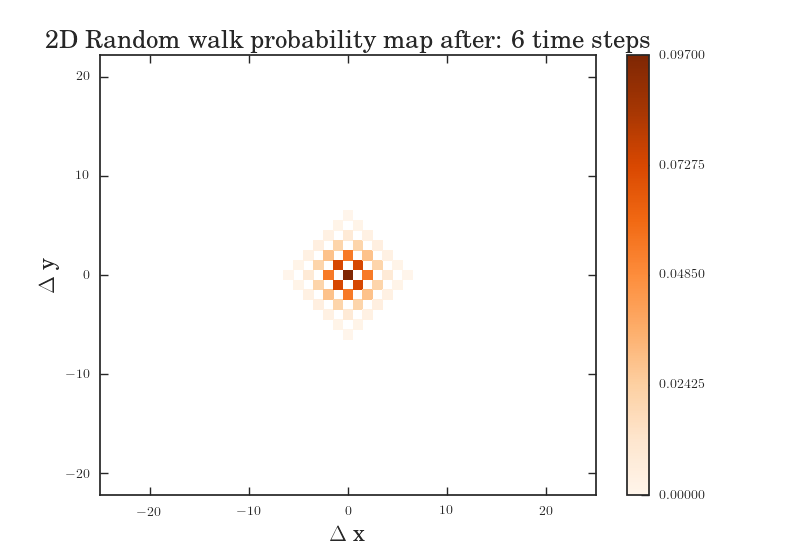 2D Random walk probability map after: 6 time steps
0.09700
0.07275
0.04850
0.02425
0.00000
20
10
0
−10
−20
Δ y
−20 −10 0 10 20
Δ x